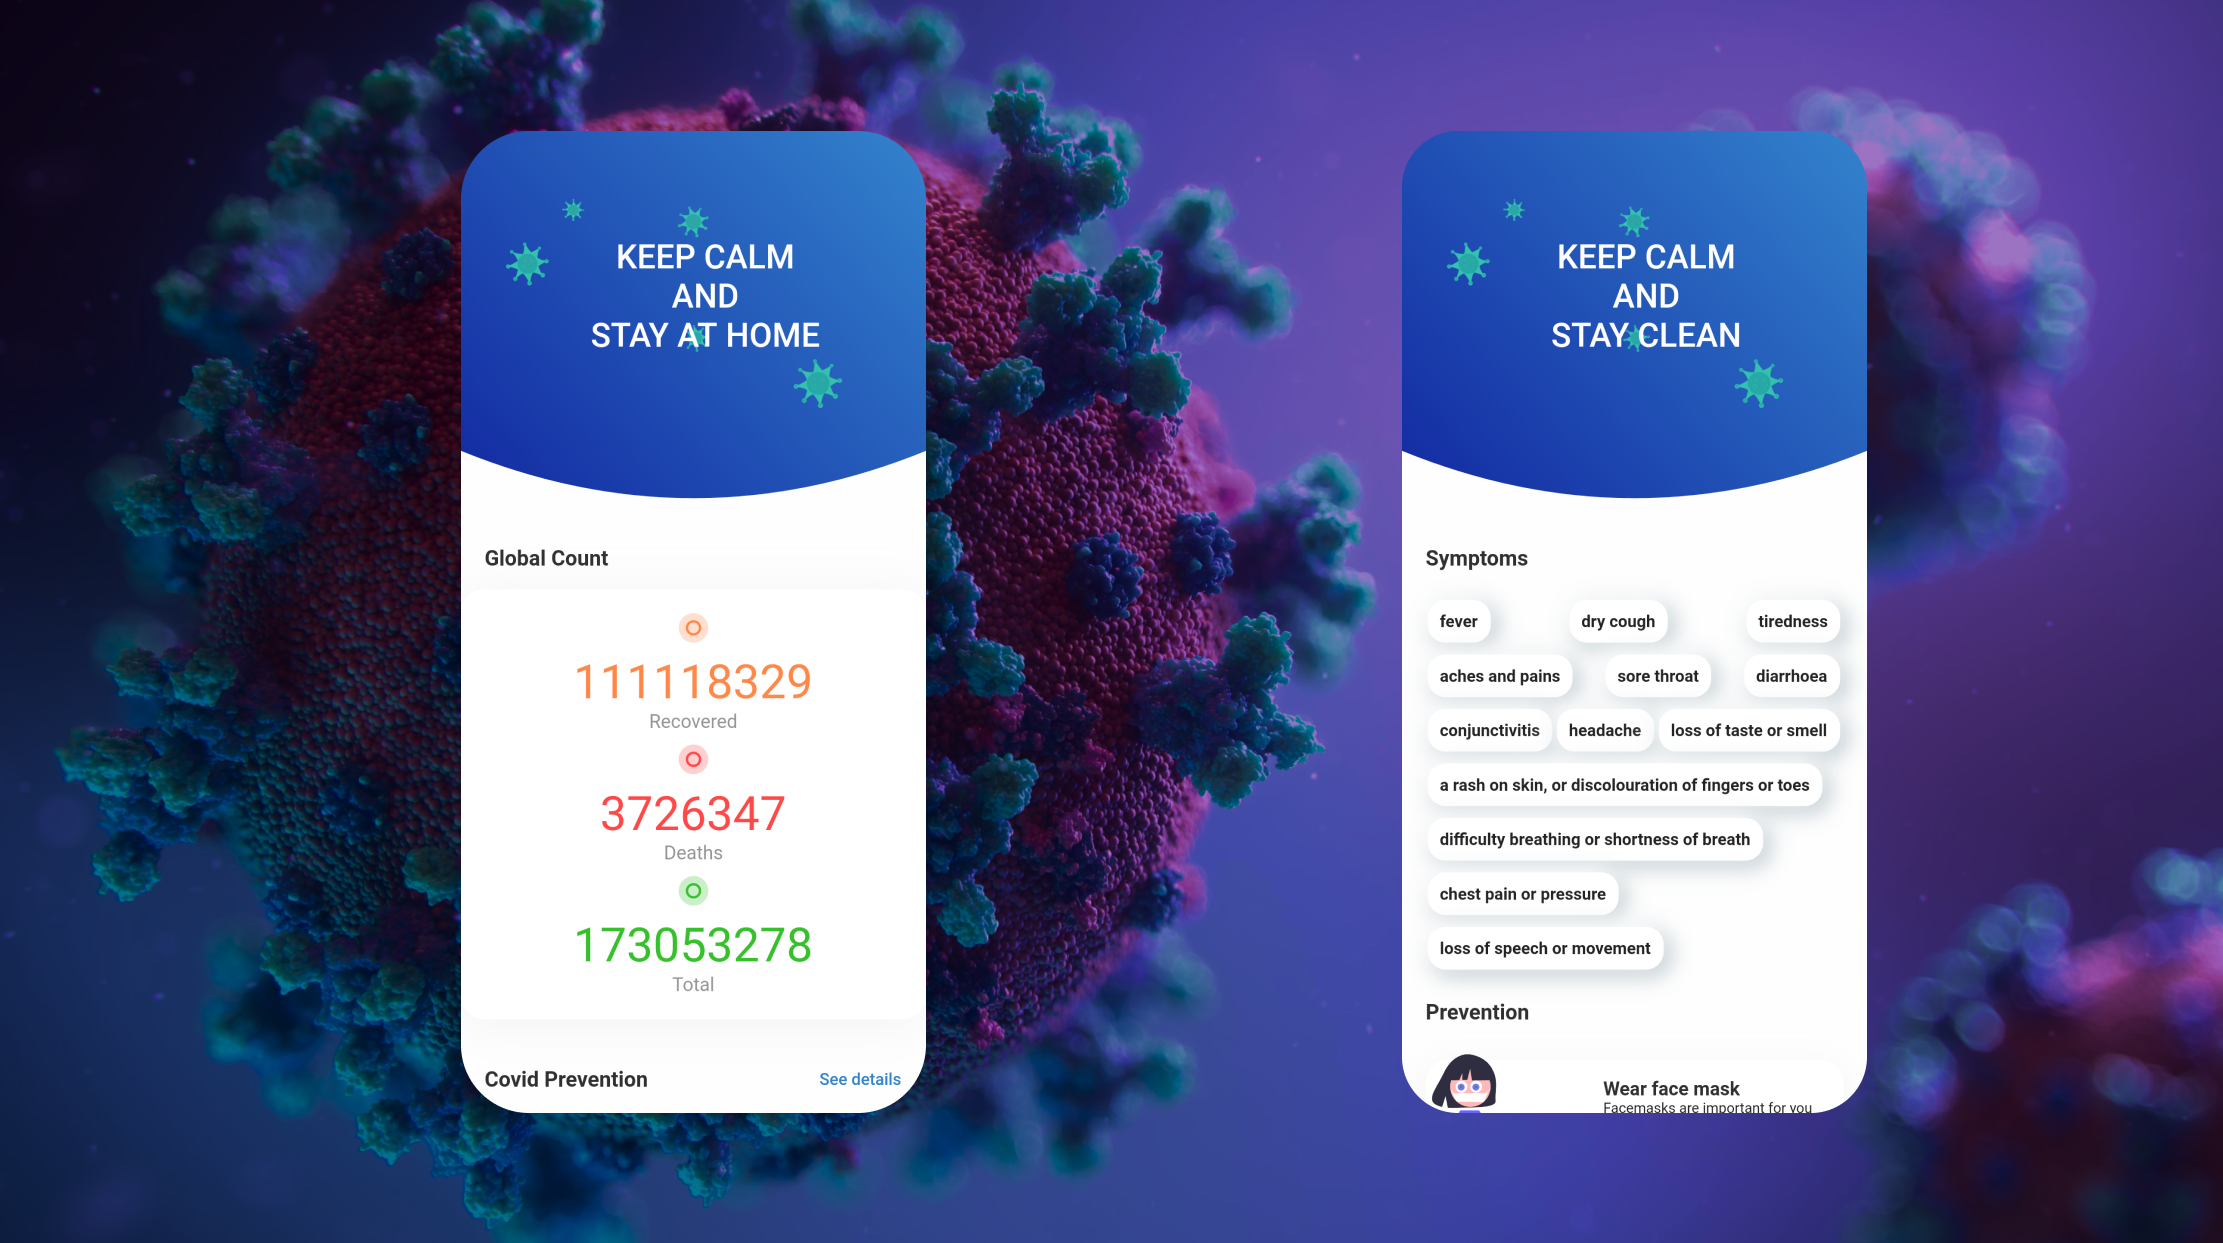 KEEP CALM
AND
STAY AT HOME
Global Count
111118329
Recovered
3726347
Deaths
173053278
Total
Covid Prevention
See details
KEEP CALM
AND
STAY CLEAN
Symptoms
fever
dry cough
tiredness
aches and pains
sore throat
diarrhoea
conjunctivitis
headache
loss of taste or smell
a rash on skin, or discolouration of fingers or toes
difficulty breathing or shortness of breath
chest pain or pressure
loss of speech or movement
Prevention
Wear face mask
Facemasks are important for you